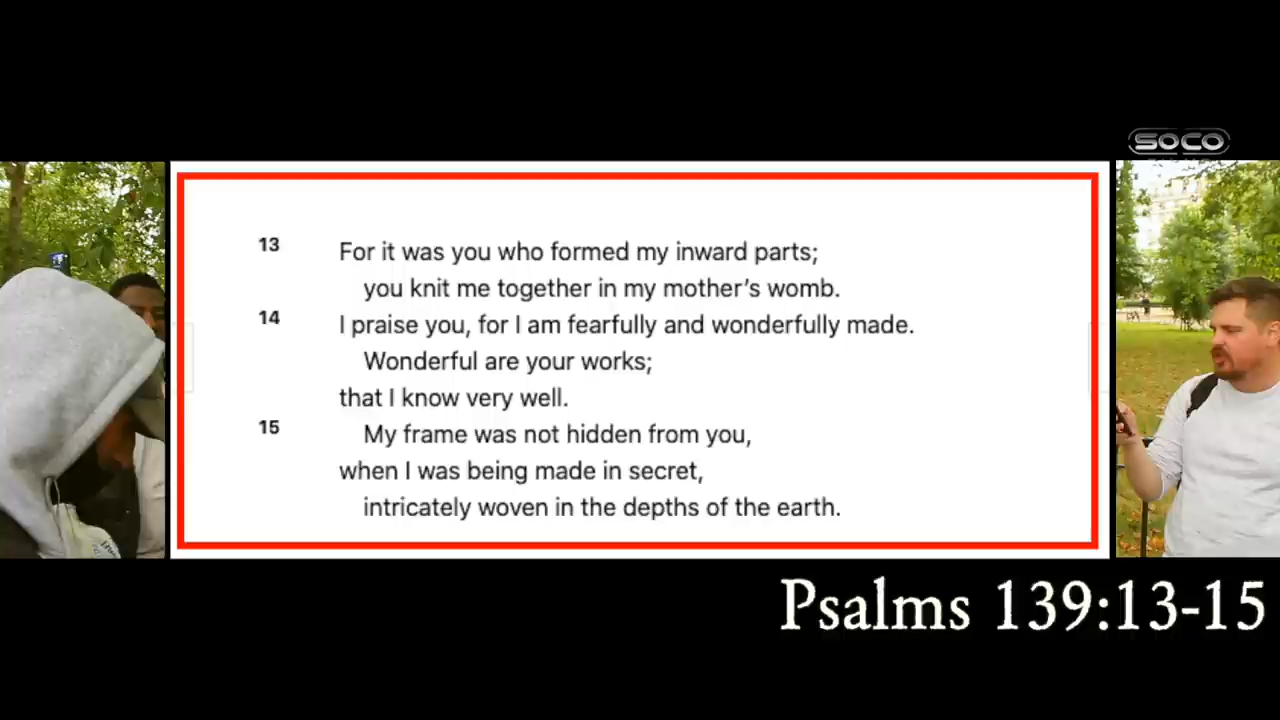 SOCO
13 For it was you who formed my inward parts;
you knit me together in my mother's womb.
14 I praise you, for I am fearfully and wonderfully made.
Wonderful are your works;
that I know very well.
15 My frame was not hidden from you,
when I was being made in secret,
intricately woven in the depths of the earth.
Psalms 139:13-15